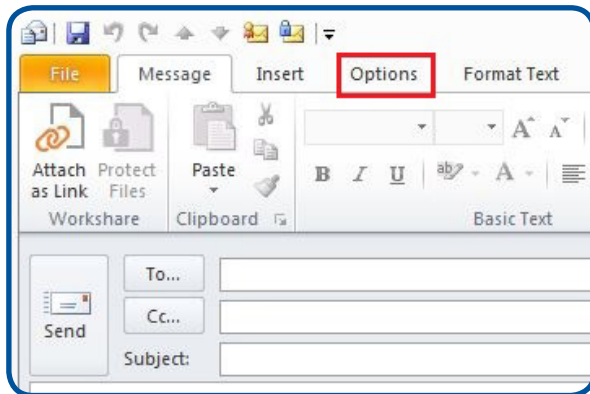 File Message Insert Options Format Text
A A
Attach Protect Paste B I U ab A
as Link Files
Workshare Clipboard Basic Text
To...
Cc...
Send
Subject: